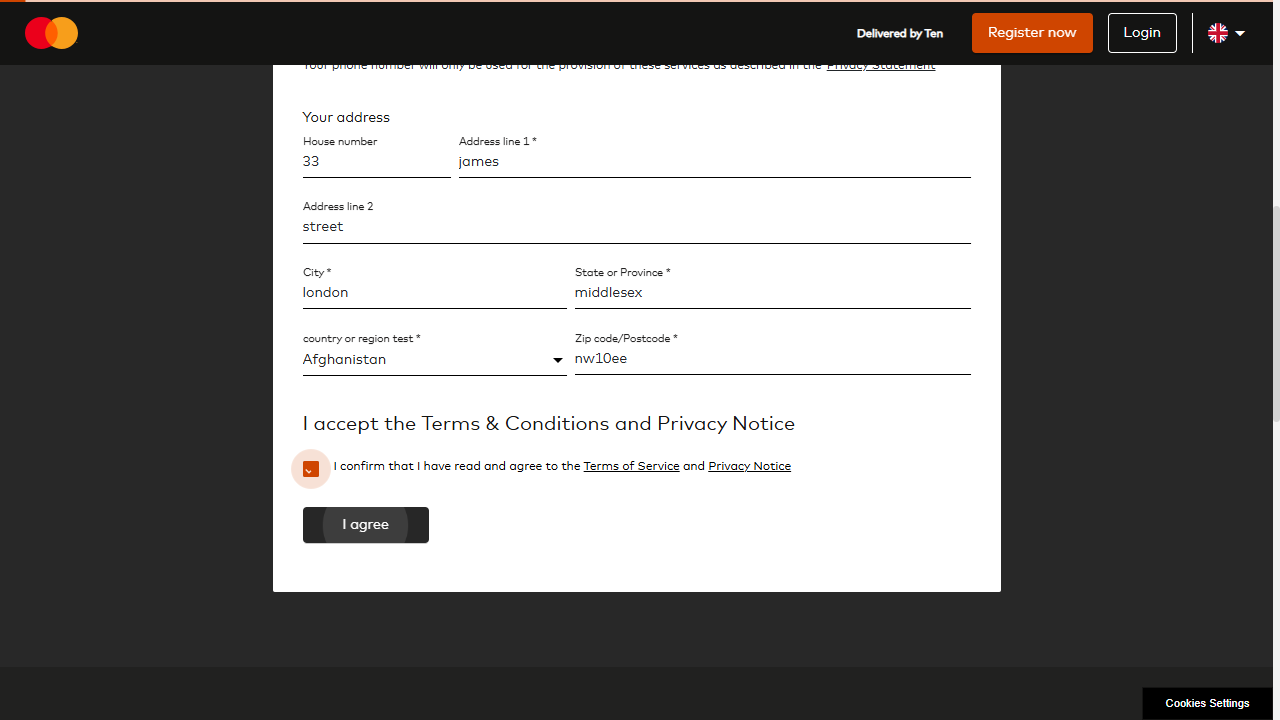 Delivered by Ten
Register now
Login
Your phone number will only be used for the provision of these services as described in the Privacy Statement
Your address
House number
Address line 1 *
33
james
Address line 2
street
City *
State or Province *
london
middlesex
country or region test *
Zip code/Postcode *
Afghanistan
nw10ee
I accept the Terms & Conditions and Privacy Notice
I confirm that I have read and agree to the Terms of Service and Privacy Notice
I agree
Cookies Settings